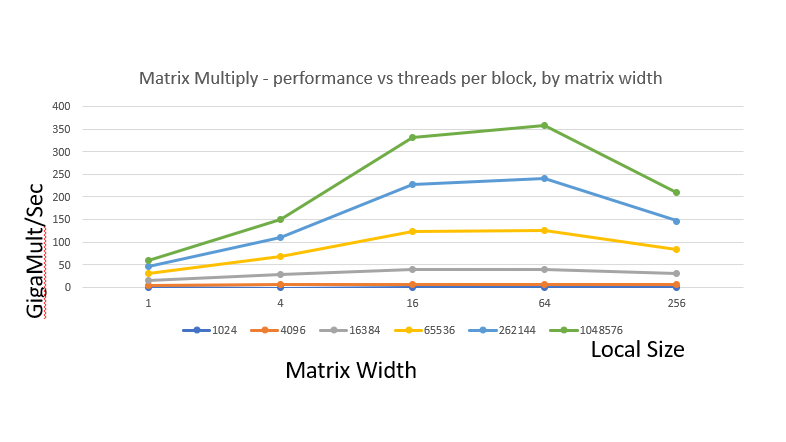 Matrix Multiply - performance vs threads per block, by matrix width
GigaMult/Sec
400
350
300
250
200
150
100
50
0
1 4 16 64 256
1024 4096 16384 65536 262144 1048576
Local Size
Matrix Width